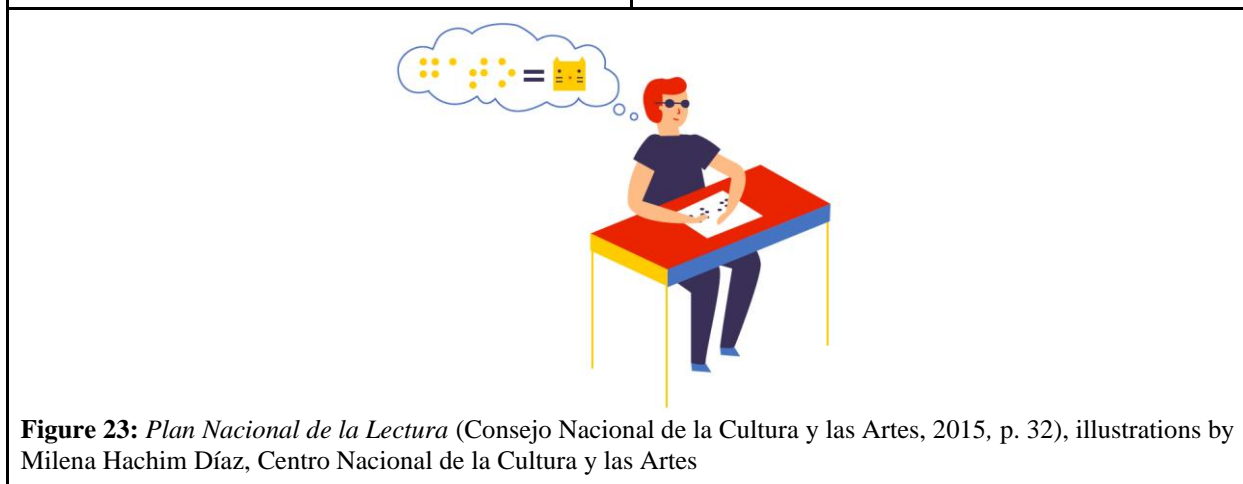 ⠛⠁⠞⠕ =
Figure 23: Plan Nacional de la Lectura (Consejo Nacional de la Cultura y las Artes, 2015, p. 32), illustrations by
Milena Hachim Díaz, Centro Nacional de la Cultura y las Artes